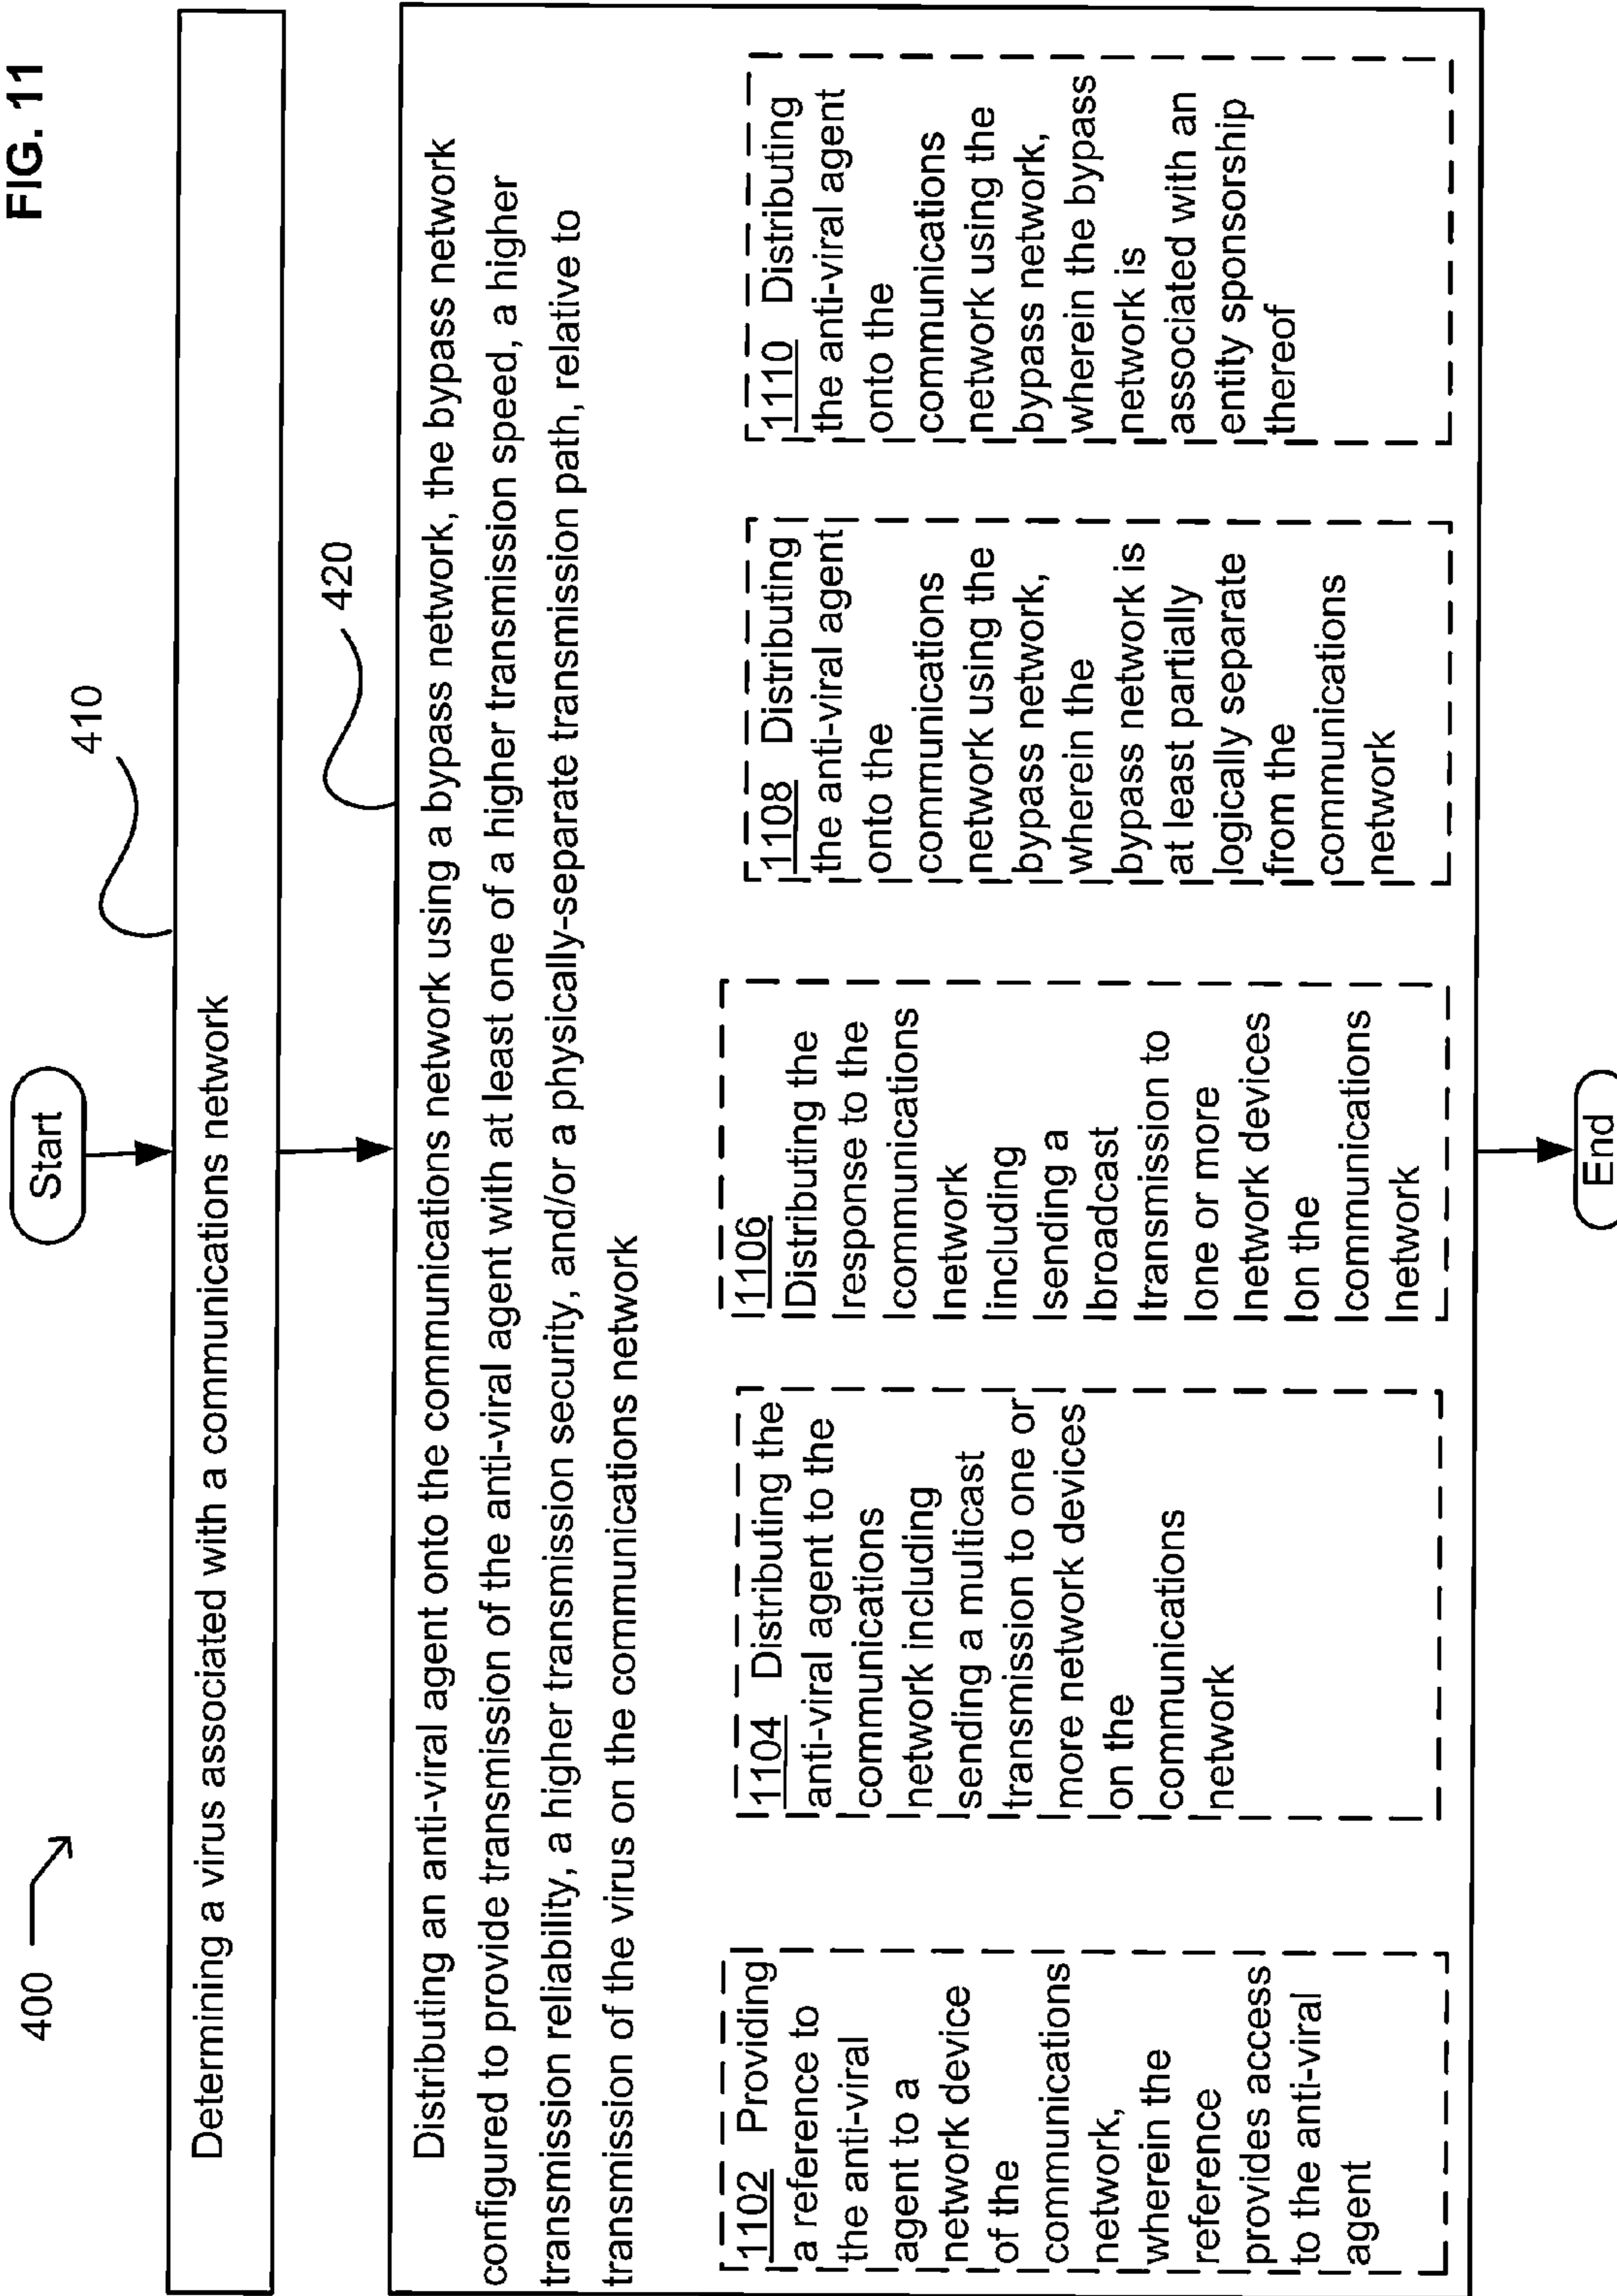 FIG. 11
400
Start
410
Determining a virus associated with a communications network
420
Distributing an anti-viral agent onto the communications network using a bypass network, the bypass network
configured to provide transmission of the anti-viral agent with at least one of a higher transmission speed, a higher
transmission reliability, a higher transmission security, and/or a physically-separate transmission path, relative to
transmission of the virus on the communications network
1102 Providing
a reference to
the anti-viral
agent to a
network device
of the
communications
network,
wherein the
reference
provides access
to the anti-viral
agent
1104 Distributing the
anti-viral agent to the
communications
network including
sending a multicast
transmission to one or
more network devices
on the
communications
network
1106
Distributing the
response to the
communications
network
including
sending a
broadcast
transmission to
one or more
network devices
on the
communications
network
1108 Distributing
the anti-viral agent
onto the
communications
network using the
bypass network,
wherein the
bypass network is
at least partially
logically separate
from the
communications
network
1110 Distributing
the anti-viral agent
onto the
communications
network using the
bypass network,
wherein the bypass
network is
associated with an
entity sponsorship
thereof
End